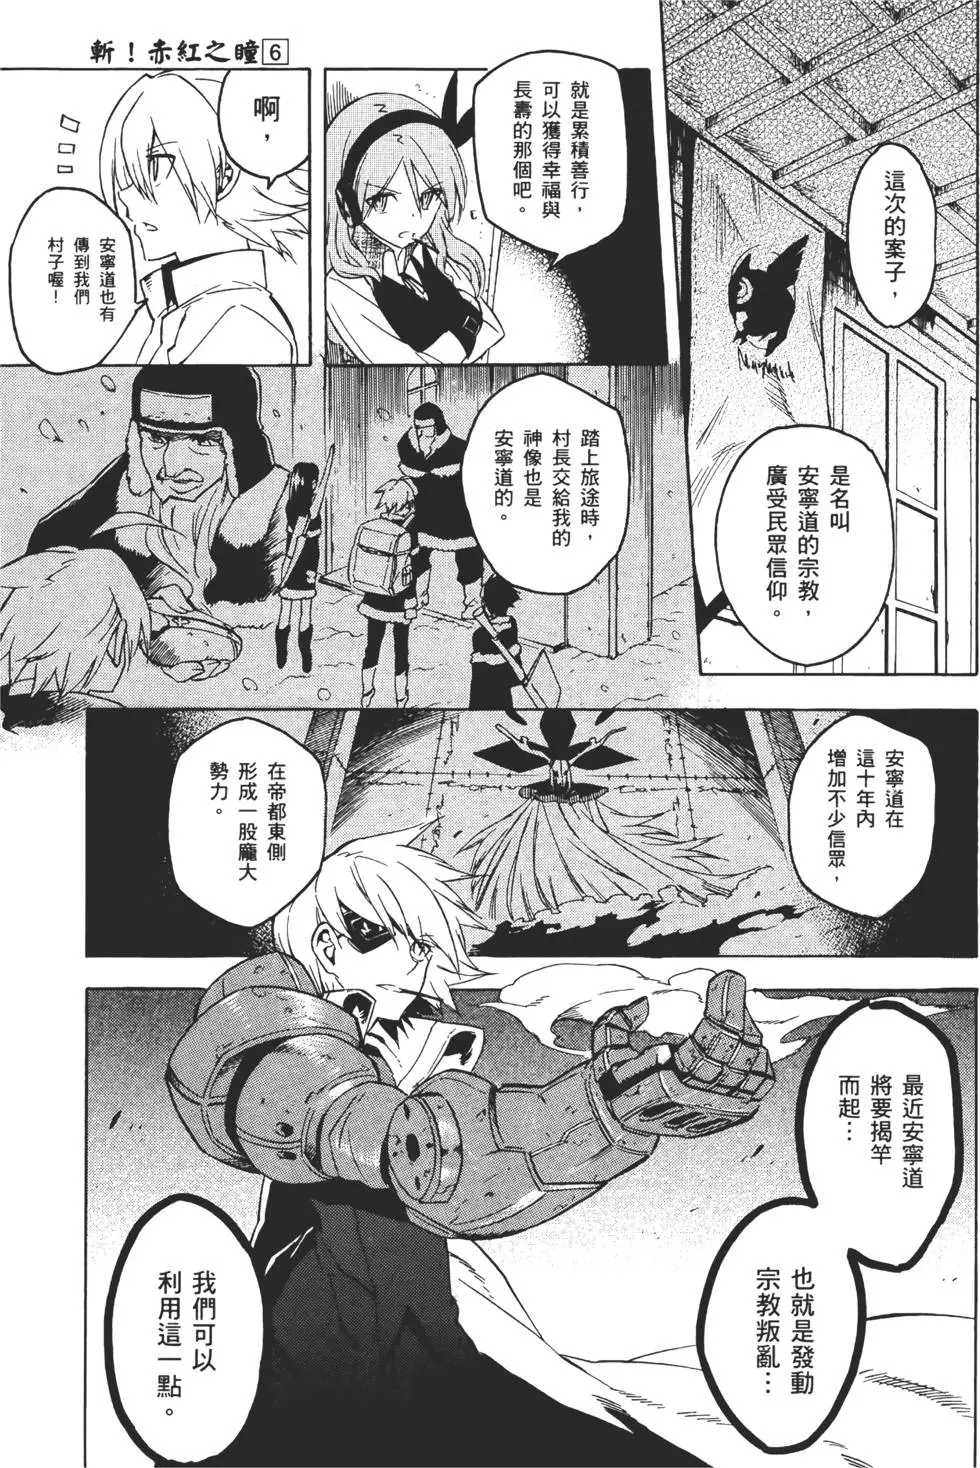 斬！赤紅之瞳 6
這次的案子，
是名叫
安寧道的宗教，
廣受民眾信仰。
就是累積善行，
可以獲得幸福與
長壽的那個吧。
啊，
安寧道也有
傳到我們
村子喔！
踏上旅途時，
村長交給我的
神像也是
安寧道的。
安寧道在
這十年內
增加不少信眾，
在帝都東側
形成一股龐大
勢力。
最近安寧道
將要揭竿
而起…
也就是發動
宗教叛亂…
我們可以
利用這一點。